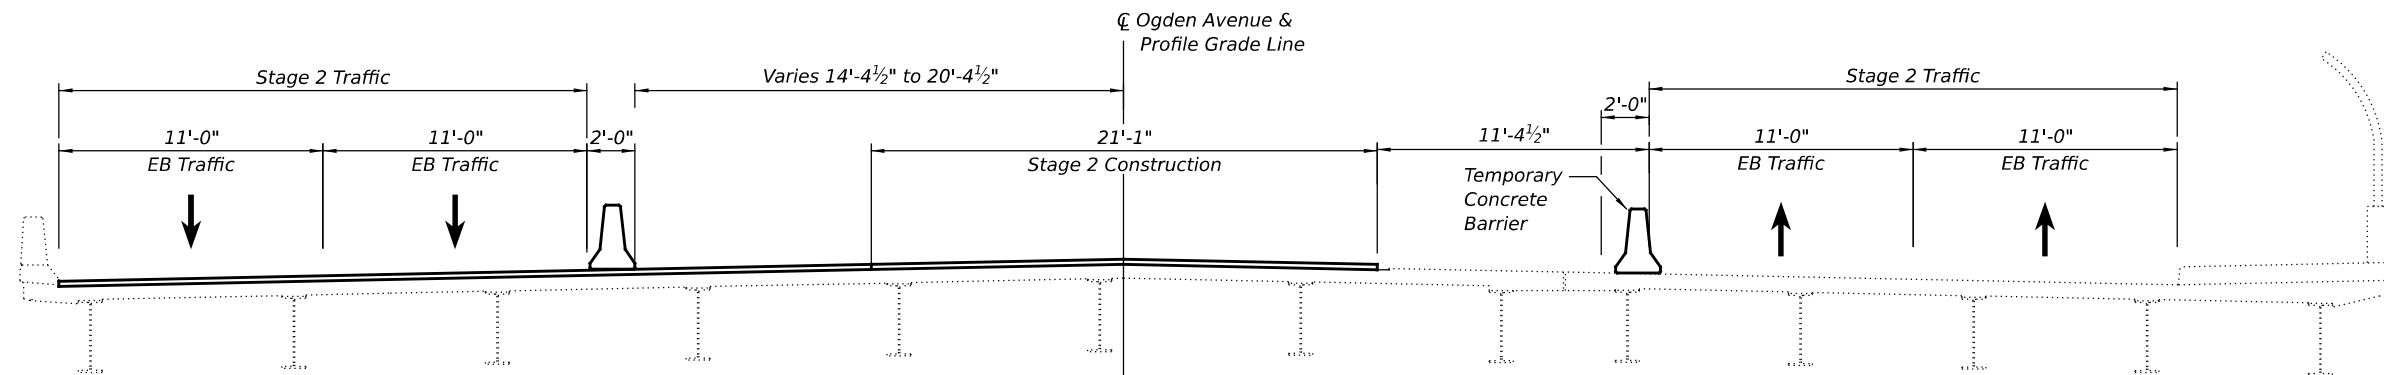 ℄ Ogden Avenue &
Profile Grade Line
Stage 2 Traffic
Varies 14'-4½" to 20'-4½"
Stage 2 Traffic
2'-0"
11'-0"
11'-0"
2'-0"
21'-1"
11'-4½"
11'-0"
11'-0"
EB Traffic
EB Traffic
Stage 2 Construction
EB Traffic
EB Traffic
Temporary
Concrete
Barrier